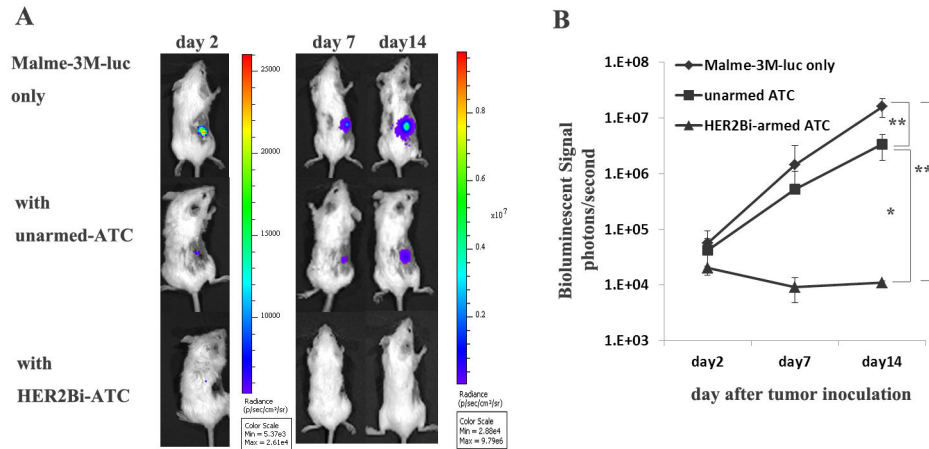 A
day 2
day 7
day14
Malme-3M-luc
only
with
unarmed-ATC
with
HER2Bi-ATC
25000
20000
15000
10000
Radiance
(p/sec/cm²/sr)
Color Scale
Min = 5.37e3
Max = 2.61e4
0.8
0.6
x10⁷
0.4
0.2
Radiance
(p/sec/cm²/sr)
Color Scale
Min = 2.88e4
Max = 9.79e6
B
Bioluminescent Signal
photons/second
1.E+08
1.E+07
1.E+06
1.E+05
1.E+04
1.E+03
Malme-3M-luc only
unarmed ATC
HER2Bi-armed ATC
**
**
*
day2
day7
day14
day after tumor inoculation